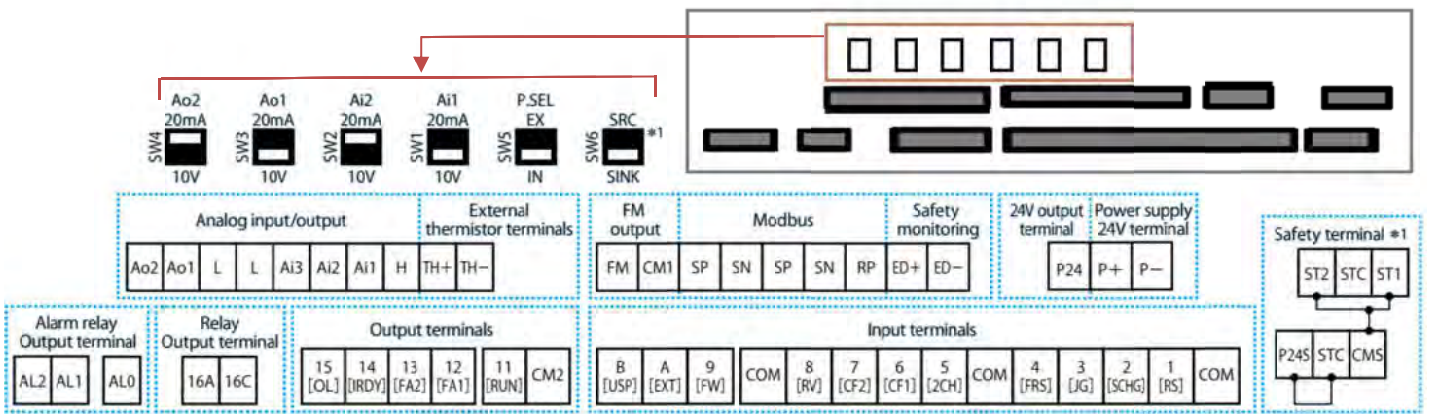 Ao2 Ao1 Ai2 Ai1 P.SEL
20mA 20mA 20mA 20mA EX SRC
SW4 SW3 SW2 SW1 SW5 SW6 *1
10V 10V 10V 10V IN SINK
Analog input/output
External
thermistor terminals
Ao2 Ao1 L L Ai3 Ai2 Ai1 H TH+ TH−
FM
output
Modbus
Safety
monitoring
FM CM1 SP SN SP SN RP ED+ ED−
24V output
terminal
Power supply
24V terminal
P24 P+ P−
Safety terminal *1
ST2 STC ST1
P24S STC CMS
Alarm relay
Output terminal
AL2 AL1 AL0
Relay
Output terminal
16A 16C
Output terminals
15 14 13 12 11 CM2
[OL] [IRDY] [FA2] [FA1] [RUN]
Input terminals
B A 9 COM 8 7 6 5 COM 4 3 2 1 COM
[USP] [EXT] [FW] [RV] [CF2] [CF1] [2CH] [FRS] [JG] [SCHG] [RS]